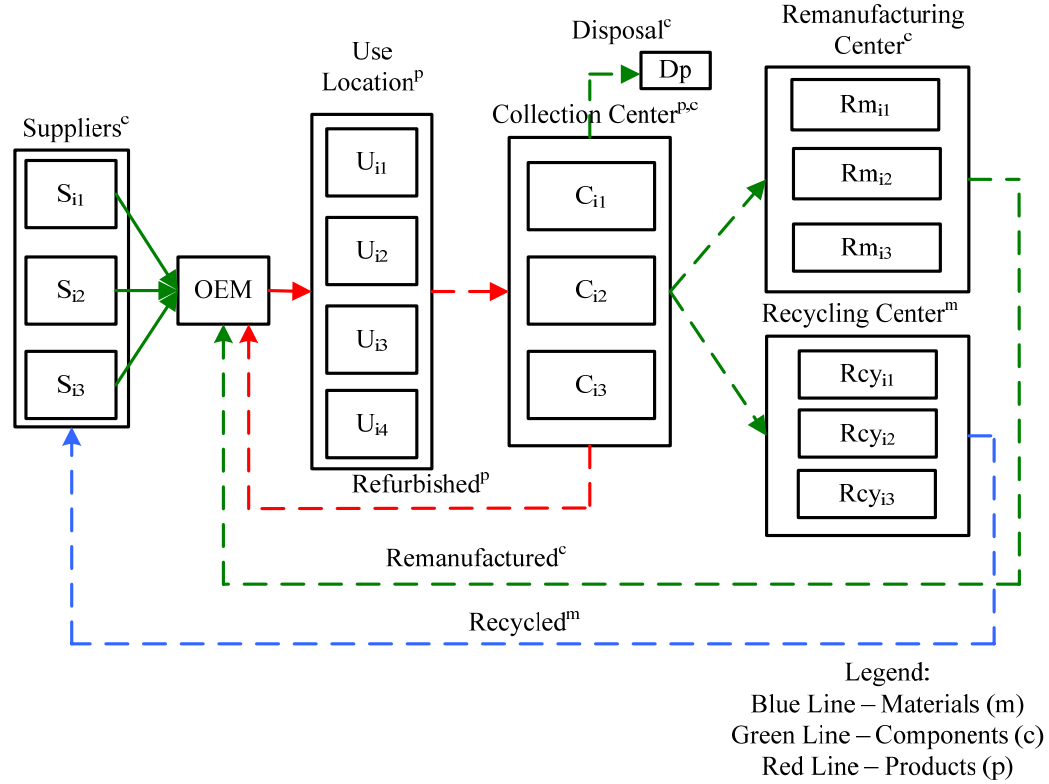 Suppliers^c
S_i1
S_i2
S_i3
OEM
Use
Location^p
U_i1
U_i2
U_i3
U_i4
Disposal^c
Dp
Collection Center^p,c
C_i1
C_i2
C_i3
Remanufacturing
Center^c
Rm_i1
Rm_i2
Rm_i3
Recycling Center^m
Rcy_i1
Rcy_i2
Rcy_i3
Refurbished^p
Remanufactured^c
Recycled^m
Legend:
Blue Line – Materials (m)
Green Line – Components (c)
Red Line – Products (p)